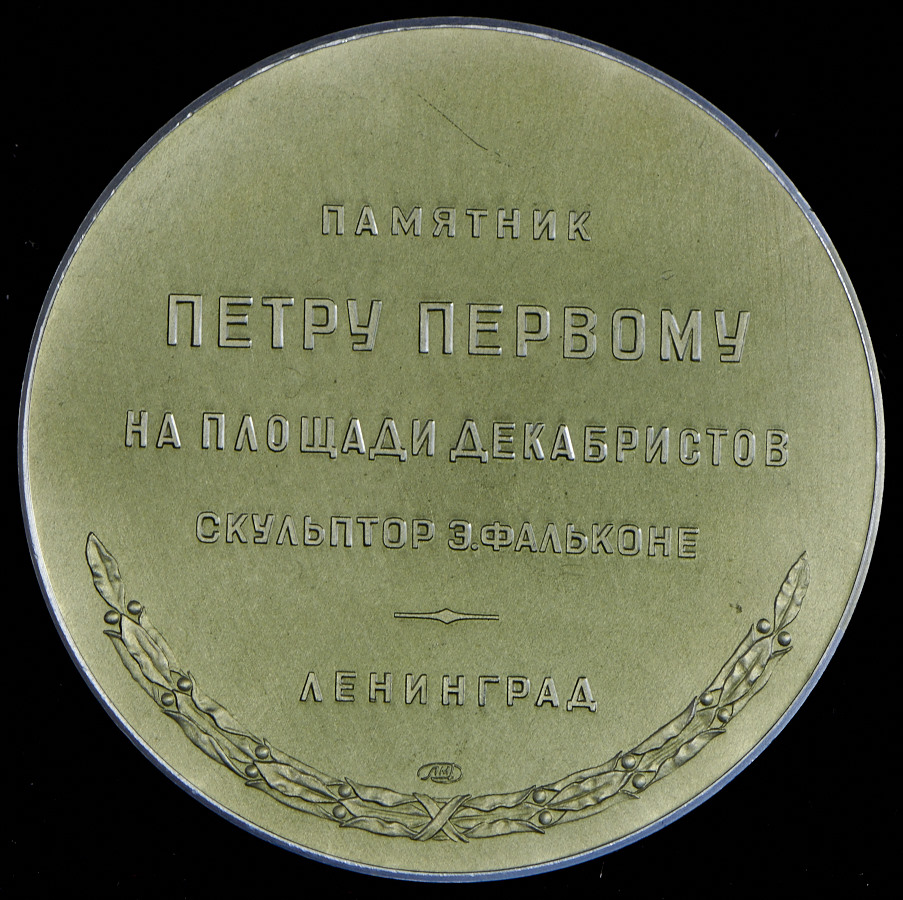 ПАМЯТНИК
ПЕТРУ ПЕРВОМУ
НА ПЛОЩАДИ ДЕКАБРИСТОВ
СКУЛЬПТОР Э.ФАЛЬКОНЕ
ЛЕНИНГРАД
ЛМД